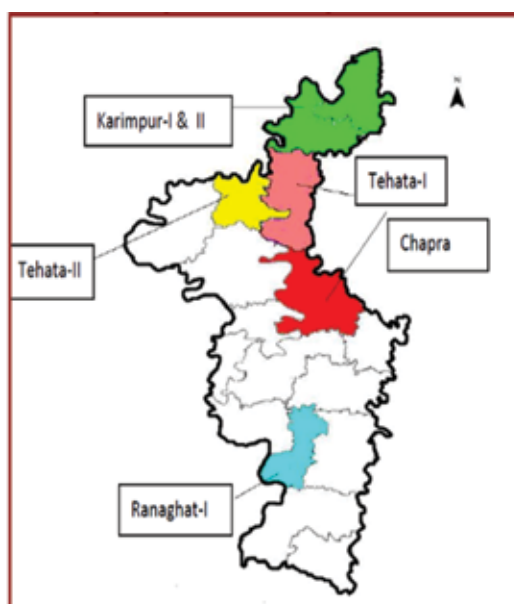 N
Karimpur-I & II
Tehata-I
Chapra
Tehata-II
Ranaghat-I